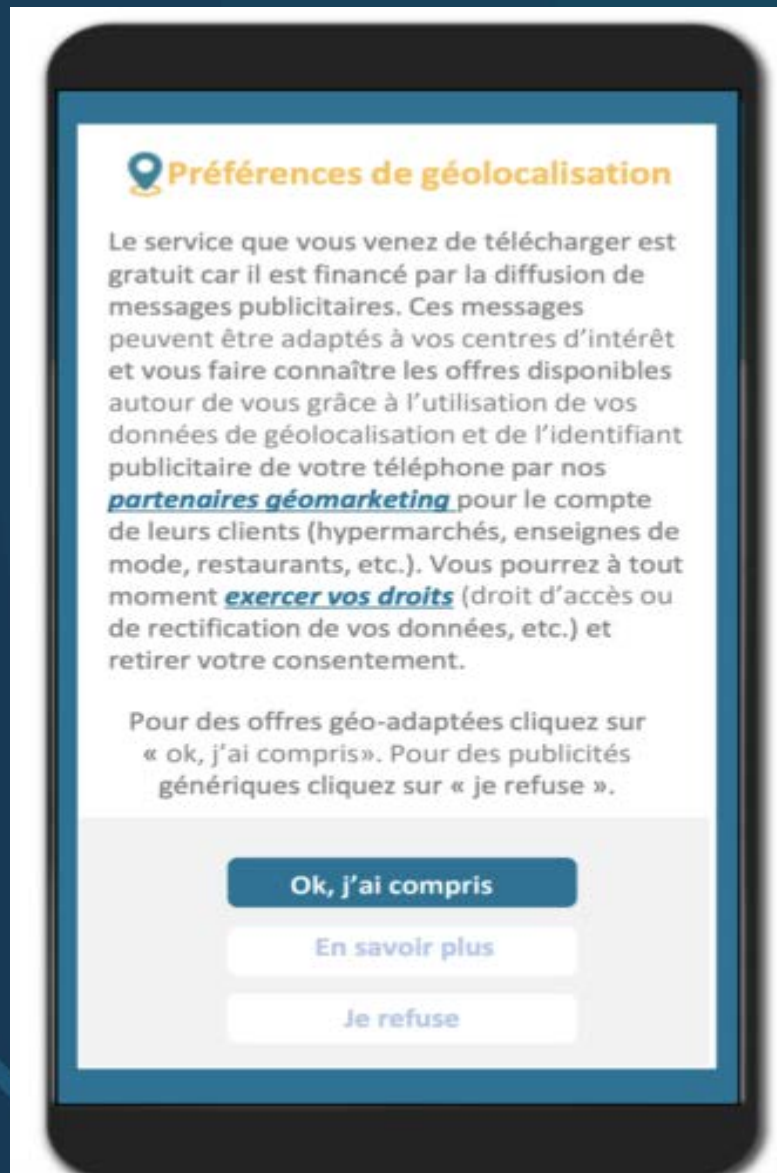 Préférences de géolocalisation
Le service que vous venez de télécharger est
gratuit car il est financé par la diffusion de
messages publicitaires. Ces messages
peuvent être adaptés à vos centres d'intérêt
et vous faire connaître les offres disponibles
autour de vous grâce à l'utilisation de vos
données de géolocalisation et de l'identifiant
publicitaire de votre téléphone par nos
partenaires géomarketing pour le compte
de leurs clients (hypermarchés, enseignes de
mode, restaurants, etc.). Vous pourrez à tout
moment exercer vos droits (droit d'accès ou
de rectification de vos données, etc.) et
retirer votre consentement.
Pour des offres géo-adaptées cliquez sur
« ok, j'ai compris». Pour des publicités
génériques cliquez sur « je refuse ».
Ok, j'ai compris
En savoir plus
Je refuse